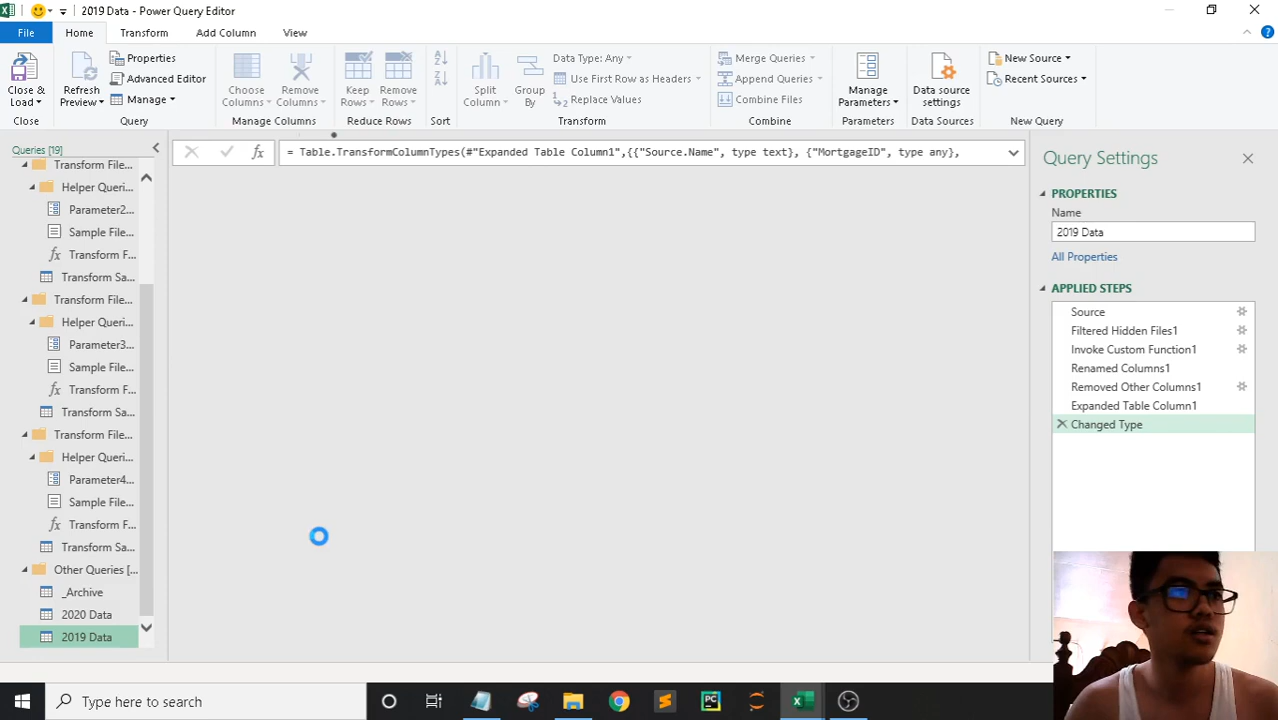 2019 Data - Power Query Editor
File
Home
Transform
Add Column
View
Close &
Load
Close
Refresh
Preview
Properties
Advanced Editor
Manage
Query
Choose
Columns
Remove
Columns
Manage Columns
Keep
Rows
Remove
Rows
Reduce Rows
Sort
Split
Column
Group
By
Data Type: Any
Use First Row as Headers
Replace Values
Transform
Merge Queries
Append Queries
Combine Files
Combine
Manage
Parameters
Parameters
Data source
settings
Data Sources
New Source
Recent Sources
New Query
Queries [19]
Transform File...
Helper Queri...
Parameter2...
Sample File...
Transform F...
Transform Sa...
Transform File...
Helper Queri...
Parameter3...
Sample File...
Transform F...
Transform Sa...
Transform File...
Helper Queri...
Parameter4...
Sample File...
Transform F...
Transform Sa...
Other Queries [...
_Archive
2020 Data
2019 Data
fx = Table.TransformColumnTypes(#"Expanded Table Column1",{{"Source.Name", type text}, {"MortgageID", type any},
Query Settings
PROPERTIES
Name
2019 Data
All Properties
APPLIED STEPS
Source
Filtered Hidden Files1
Invoke Custom Function1
Renamed Columns1
Removed Other Columns1
Expanded Table Column1
Changed Type
Type here to search